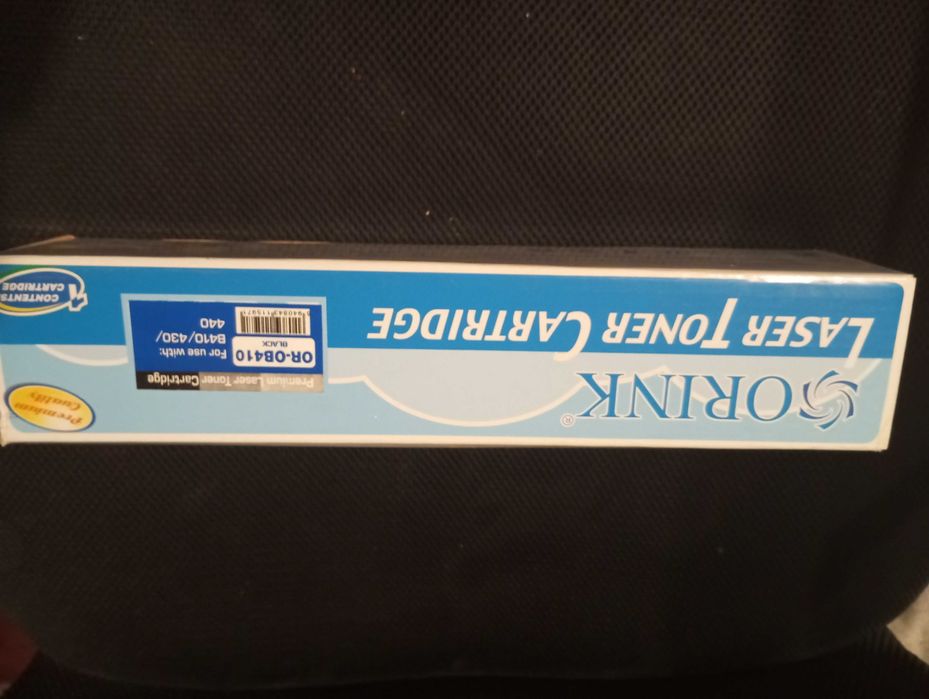 ORINK®
LASER TONER CARTRIDGE
Premium Laser Toner Cartridge
OR-OB410
BLACK
For use with:
B410/430/
440
Premium
Quality
1
CONTENTS
CARTRIDGE